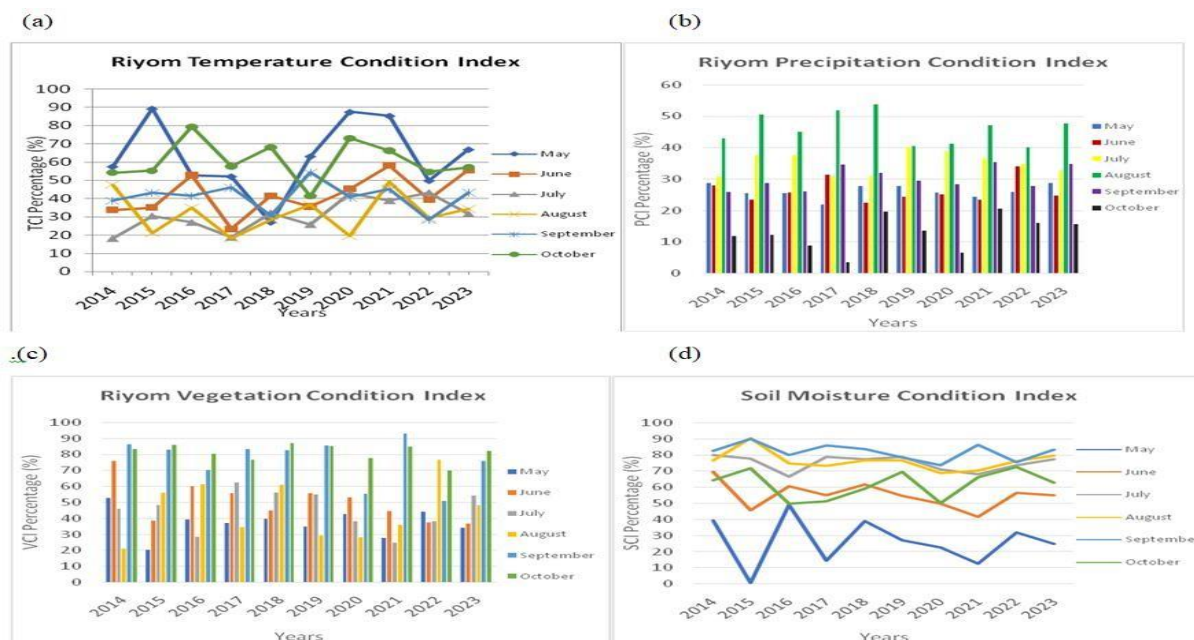 (a)
(b)
Riyom Temperature Condition Index
TCI Percentage (%)
100
90
80
70
60
50
40
30
20
10
0
2014
2015
2016
2017
2018
2019
2020
2021
2022
2023
Years
May
June
July
August
September
October
Riyom Precipitation Condition Index
PCI Percentage (%)
60
50
40
30
20
10
0
2014
2015
2016
2017
2018
2019
2020
2021
2022
2023
Years
May
June
July
August
September
October
.(c)
(d)
Riyom Vegetation Condition Index
VCI Percentage (%)
100
90
80
70
60
50
40
30
20
10
0
2014
2015
2016
2017
2018
2019
2020
2021
2022
2023
Years
May
June
July
August
September
October
Soil Moisture Condition Index
SCI Percentage (%)
100
90
80
70
60
50
40
30
20
10
0
2014
2015
2016
2017
2018
2019
2020
2021
2022
2023
Years
May
June
July
August
September
October